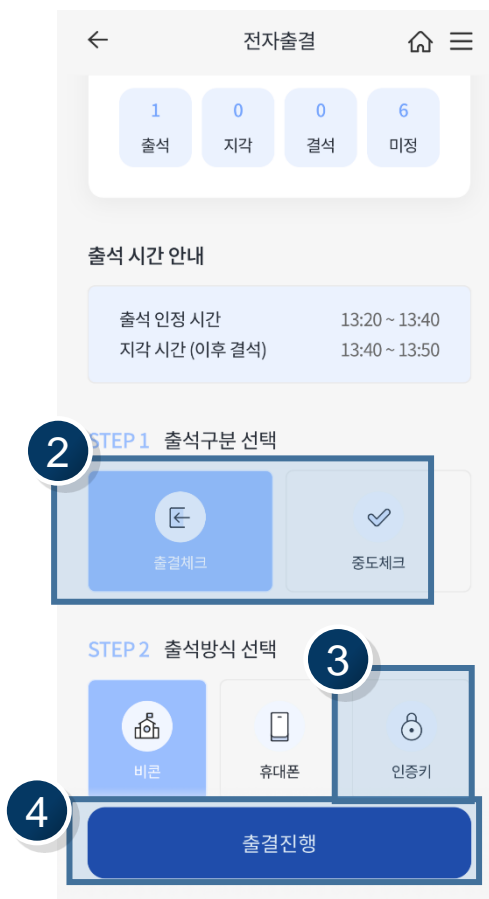 전자출결
1 0 0 6
출석 지각 결석 미정
출석 시간 안내
출석 인정 시간 13:20 ~ 13:40
지각 시간 (이후 결석) 13:40 ~ 13:50
2
STEP 1 출석구분 선택
출결체크 중도체크
STEP 2 출석방식 선택
3
비콘 휴대폰 인증키
4
출결진행